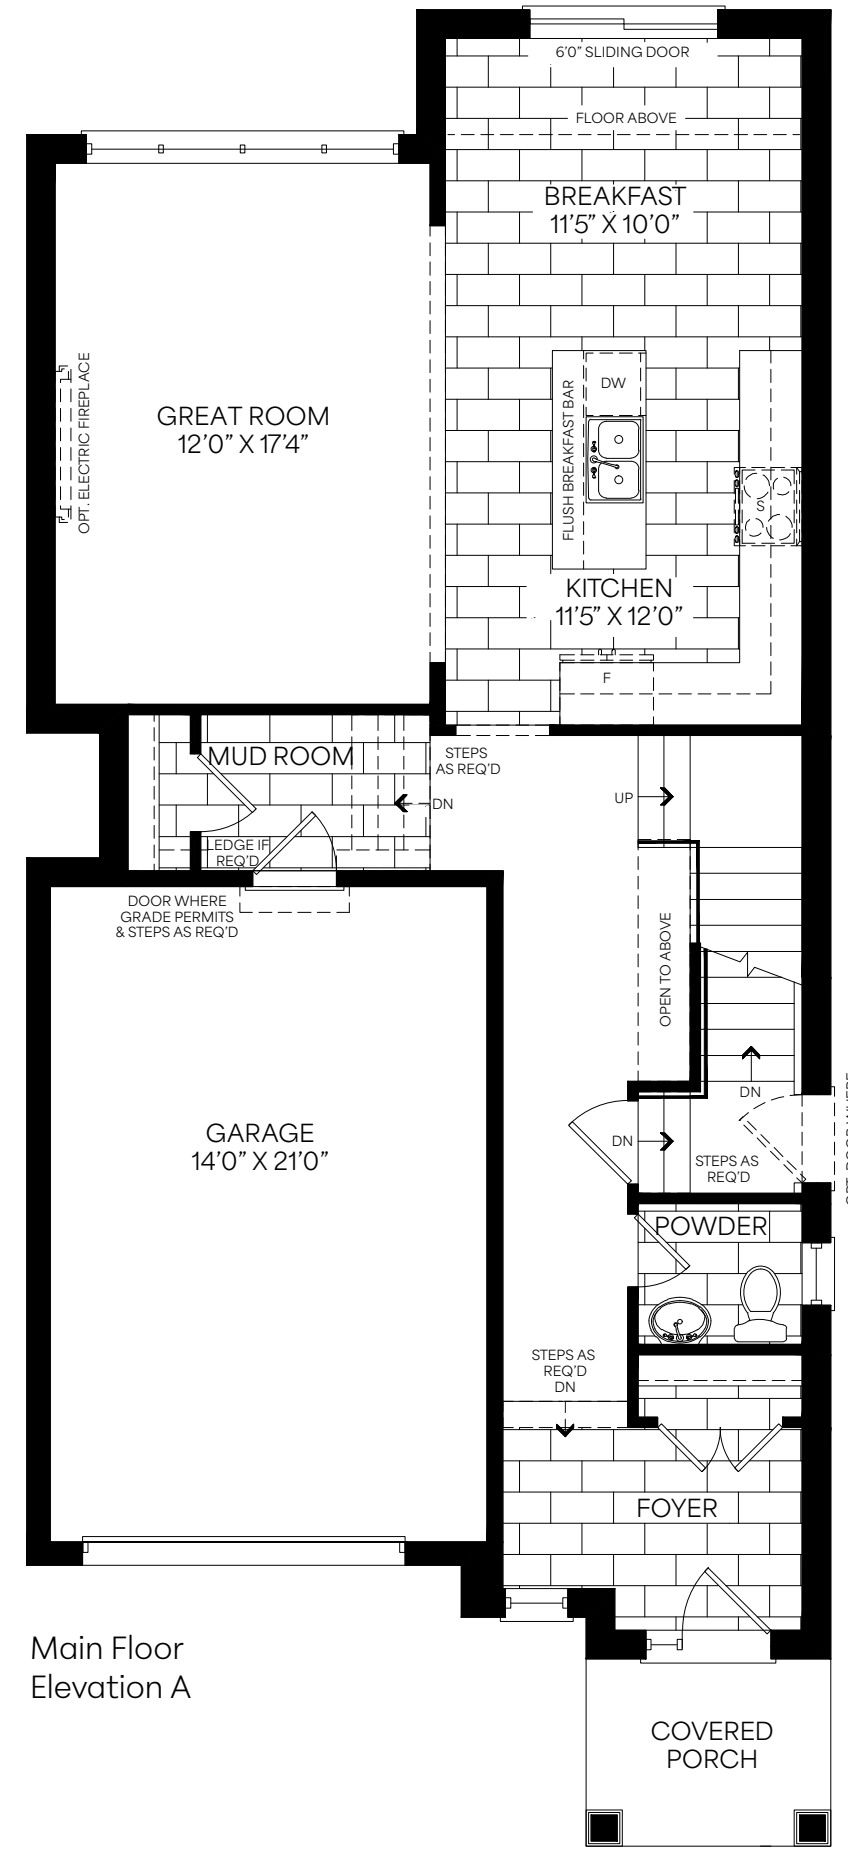 6'0" SLIDING DOOR
FLOOR ABOVE
BREAKFAST
11'5" X 10'0"
OPT. ELECTRIC FIREPLACE
GREAT ROOM
12'0" X 17'4"
DW
FLUSH BREAKFAST BAR
S
KITCHEN
11'5" X 12'0"
F
MUD ROOM
STEPS
AS REQ'D
DN
UP
LEDGE IF
REQ'D
DOOR WHERE
GRADE PERMITS
& STEPS AS REQ'D
OPEN TO ABOVE
DN
GARAGE
14'0" X 21'0"
DN
STEPS AS
REQ'D
POWDER
STEPS AS
REQ'D
DN
FOYER
Main Floor
Elevation A
COVERED
PORCH